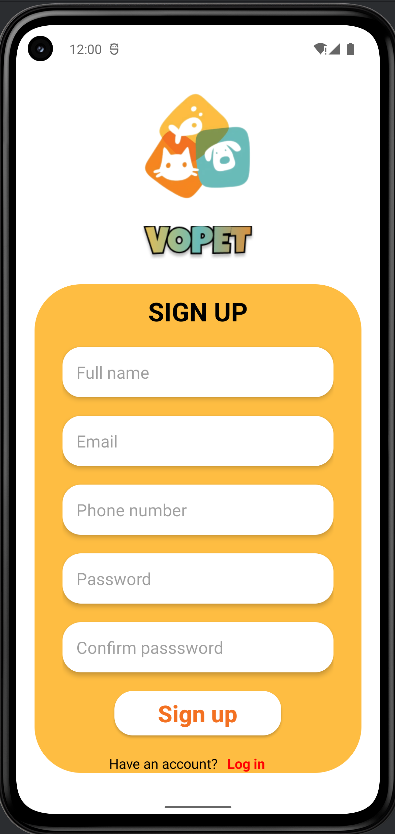 12:00
VOPET
SIGN UP
Full name
Email
Phone number
Password
Confirm passsword
Sign up
Have an account? Log in